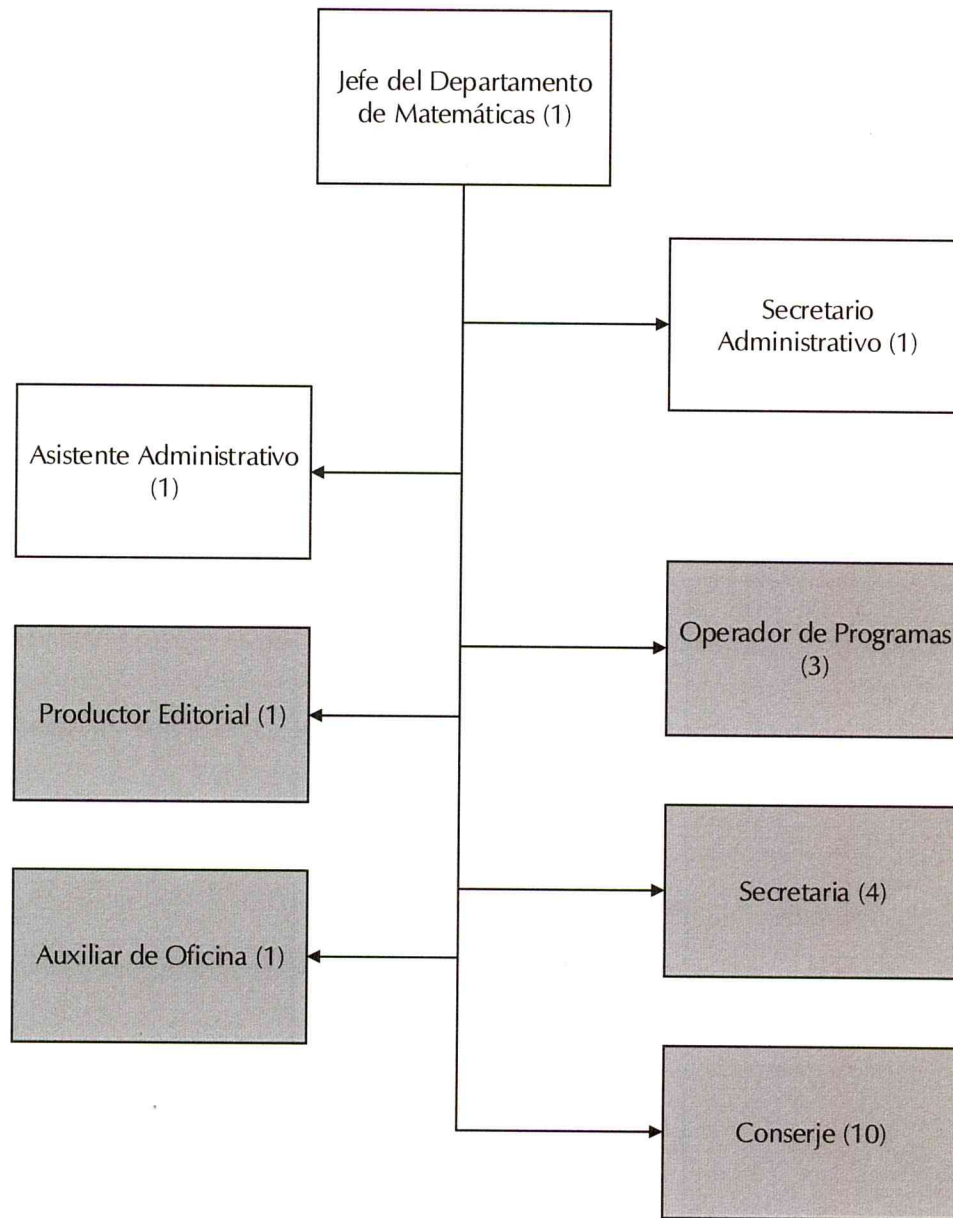 Jefe del Departamento
de Matemáticas (1)
Secretario
Administrativo (1)
Asistente Administrativo
(1)
Operador de Programas
(3)
Productor Editorial (1)
Secretaria (4)
Auxiliar de Oficina (1)
Conserje (10)